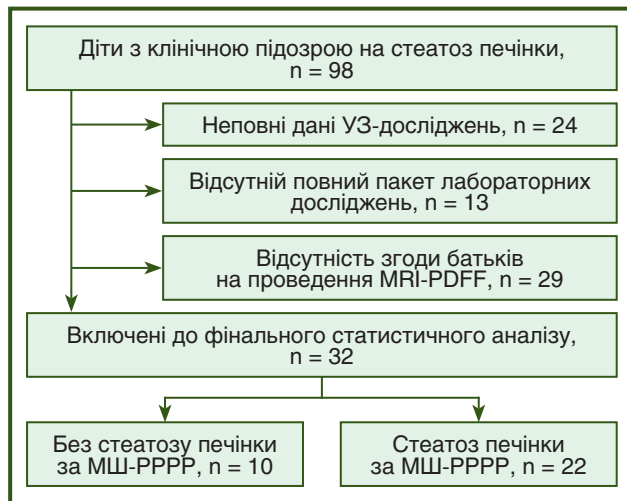 Діти з клінічною підозрою на стеатоз печінки,
n = 98
Неповні дані УЗ-досліджень, n = 24
Відсутній повний пакет лабораторних
досліджень, n = 13
Відсутність згоди батьків
на проведення MRI-PDFF, n = 29
Включені до фінального статистичного аналізу,
n = 32
Без стеатозу печінки
за МШ-РРРР, n = 10
Стеатоз печінки
за МШ-РРРР, n = 22